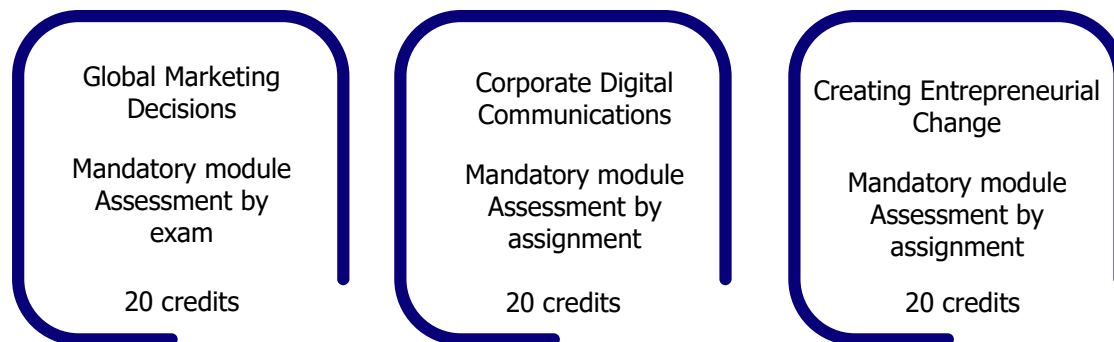 Global Marketing
Decisions
Mandatory module
Assessment by
exam
20 credits
Corporate Digital
Communications
Mandatory module
Assessment by
assignment
20 credits
Creating Entrepreneurial
Change
Mandatory module
Assessment by
assignment
20 credits